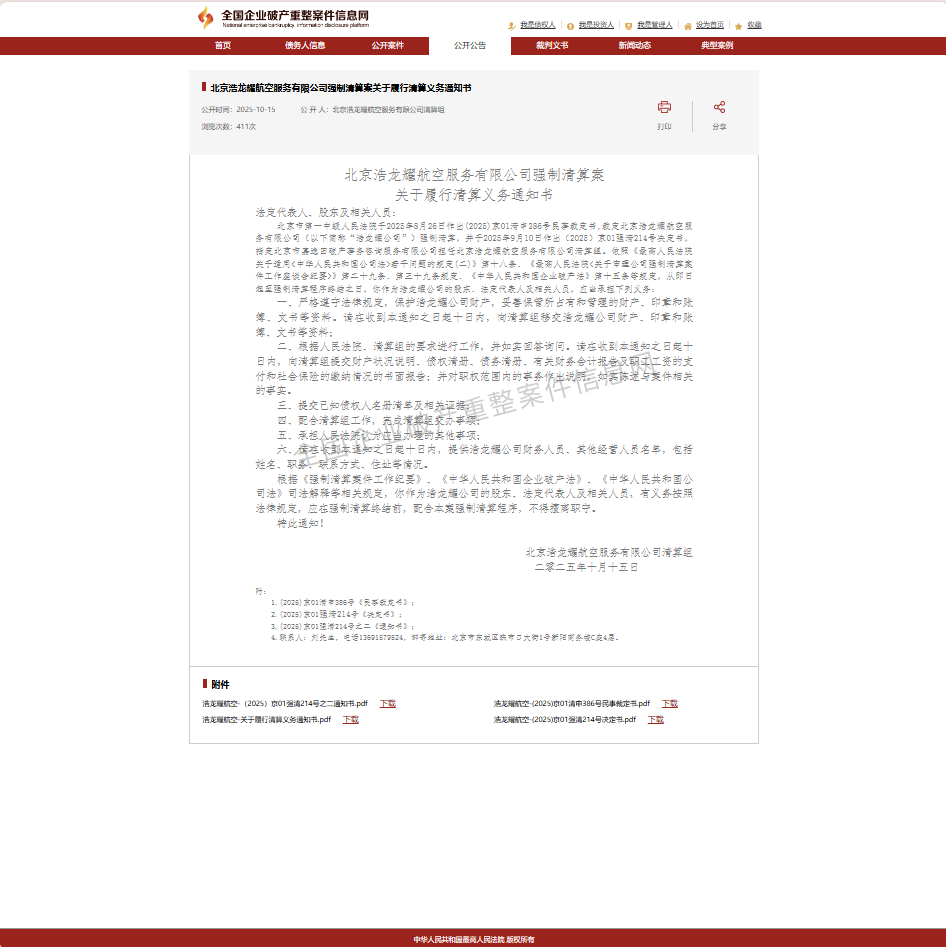 全国企业破产重整案件信息网
National enterprise bankruptcy information disclosure platform
我是债权人 我是投资人 我是管理人 设为首页 收藏
首页 债务人信息 公开案件 公开公告 裁判文书 新闻动态 典型案例
北京浩龙耀航空服务有限公司强制清算案关于履行清算义务通知书
公开时间：2025-10-15 公 开 人：北京浩龙耀航空服务有限公司清算组
浏览次数：411次
打印 分享
北京浩龙耀航空服务有限公司强制清算案
关于履行清算义务通知书
法定代表人、股东及相关人员：
北京市第一中级人民法院于2025年8月26日作出(2025)京01清申386号民事裁定书,裁定北京浩龙耀航空服
务有限公司（以下简称“浩龙耀公司”）强制清算，并于2025年9月10日作出（2025）京01强清214号决定书，
指定北京市高通田破产事务咨询服务有限公司担任北京浩龙耀航空服务有限公司清算组。依照《最高人民法院
关于适用<中华人民共和国公司法>若干问题的规定(二)》第十八条、《最高人民法院<关于审理公司强制清算案
件工作座谈会纪要>》第二十九条、第三十九条规定、《中华人民共和国企业破产法》第十五条等规定，从即日
起至强制清算程序终结之日，你作为浩龙耀公司的股东、法定代表人及相关人员，应当承担下列义务：
一、严格遵守法律规定，保护浩龙耀公司财产，妥善保管所占有和管理的财产、印章和账
簿、文书等资料。请在收到本通知之日起十日内，向清算组移交浩龙耀公司财产、印章和账
簿、文书等资料；
二、根据人民法院、清算组的要求进行工作，并如实回答询问。请在收到本通知之日起十
日内，向清算组提交财产状况说明、债权清册、债务清册、有关财务会计报告及职工工资的支
付和社会保险的缴纳情况的书面报告；并对职权范围内的事务作出说明，如实陈述与案件相关
的事实。
三、提交已知债权人名册清单及相关证据；
四、配合清算组工作，完成清算组交办事项；
五、承担人民法院认为应当办理的其他事项；
六、请在收到本通知之日起十日内，提供浩龙耀公司财务人员、其他经营人员名单，包括
姓名、职务、联系方式、住址等情况。
根据《强制清算案件工作纪要》、《中华人民共和国企业破产法》、《中华人民共和国公
司法》司法解释等相关规定，你作为浩龙耀公司的股东、法定代表人及相关人员，有义务按照
法律规定，应在强制清算终结前，配合本案强制清算程序，不得擅离职守。
特此通知！
全国企业破产重整案件信息网
北京浩龙耀航空服务有限公司清算组
二零二五年十月十五日
附：
1. (2025)京01清申386号《民事裁定书》；
2. (2025)京01强清214号《决定书》；
3. (2025)京01强清214号之二《通知书》；
4. 联系人：刘先生，电话13691579524，邮寄地址：北京市东城区珠市口大街1号新阳商务楼C座4层。
附件
浩龙耀航空-（2025）京01强清214号之二通知书.pdf 下载 浩龙耀航空-(2025)京01清申386号民事裁定书.pdf 下载
浩龙耀航空-关于履行清算义务通知书.pdf 下载 浩龙耀航空-(2025)京01强清214号决定书.pdf 下载
中华人民共和国最高人民法院 版权所有